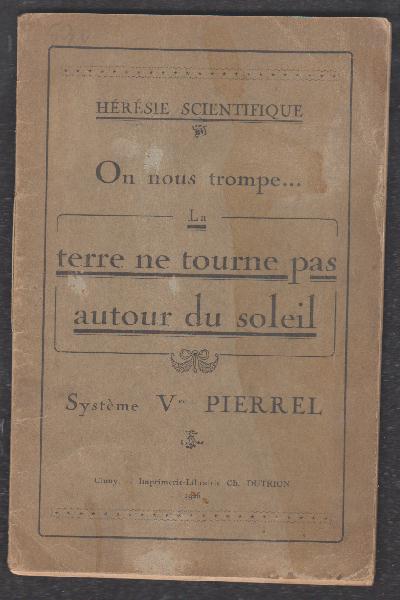 HÉRÉSIE SCIENTIFIQUE
On nous trompe...
La
terre ne tourne pas
autour du soleil
Système Vor PIERREL
Cluny. - Imprimerie-Librairie Ch. DUTRION